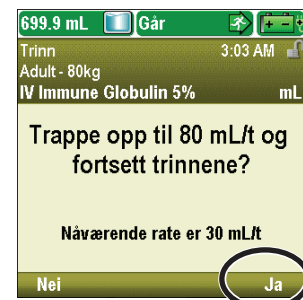 699.9 mL Går
Trinn 3:03 AM
Adult - 80kg
IV Immune Globulin 5% mL
Trappe opp til 80 mL/t og
fortsett trinnene?
Nåværende rate er 30 mL/t
Nei Ja